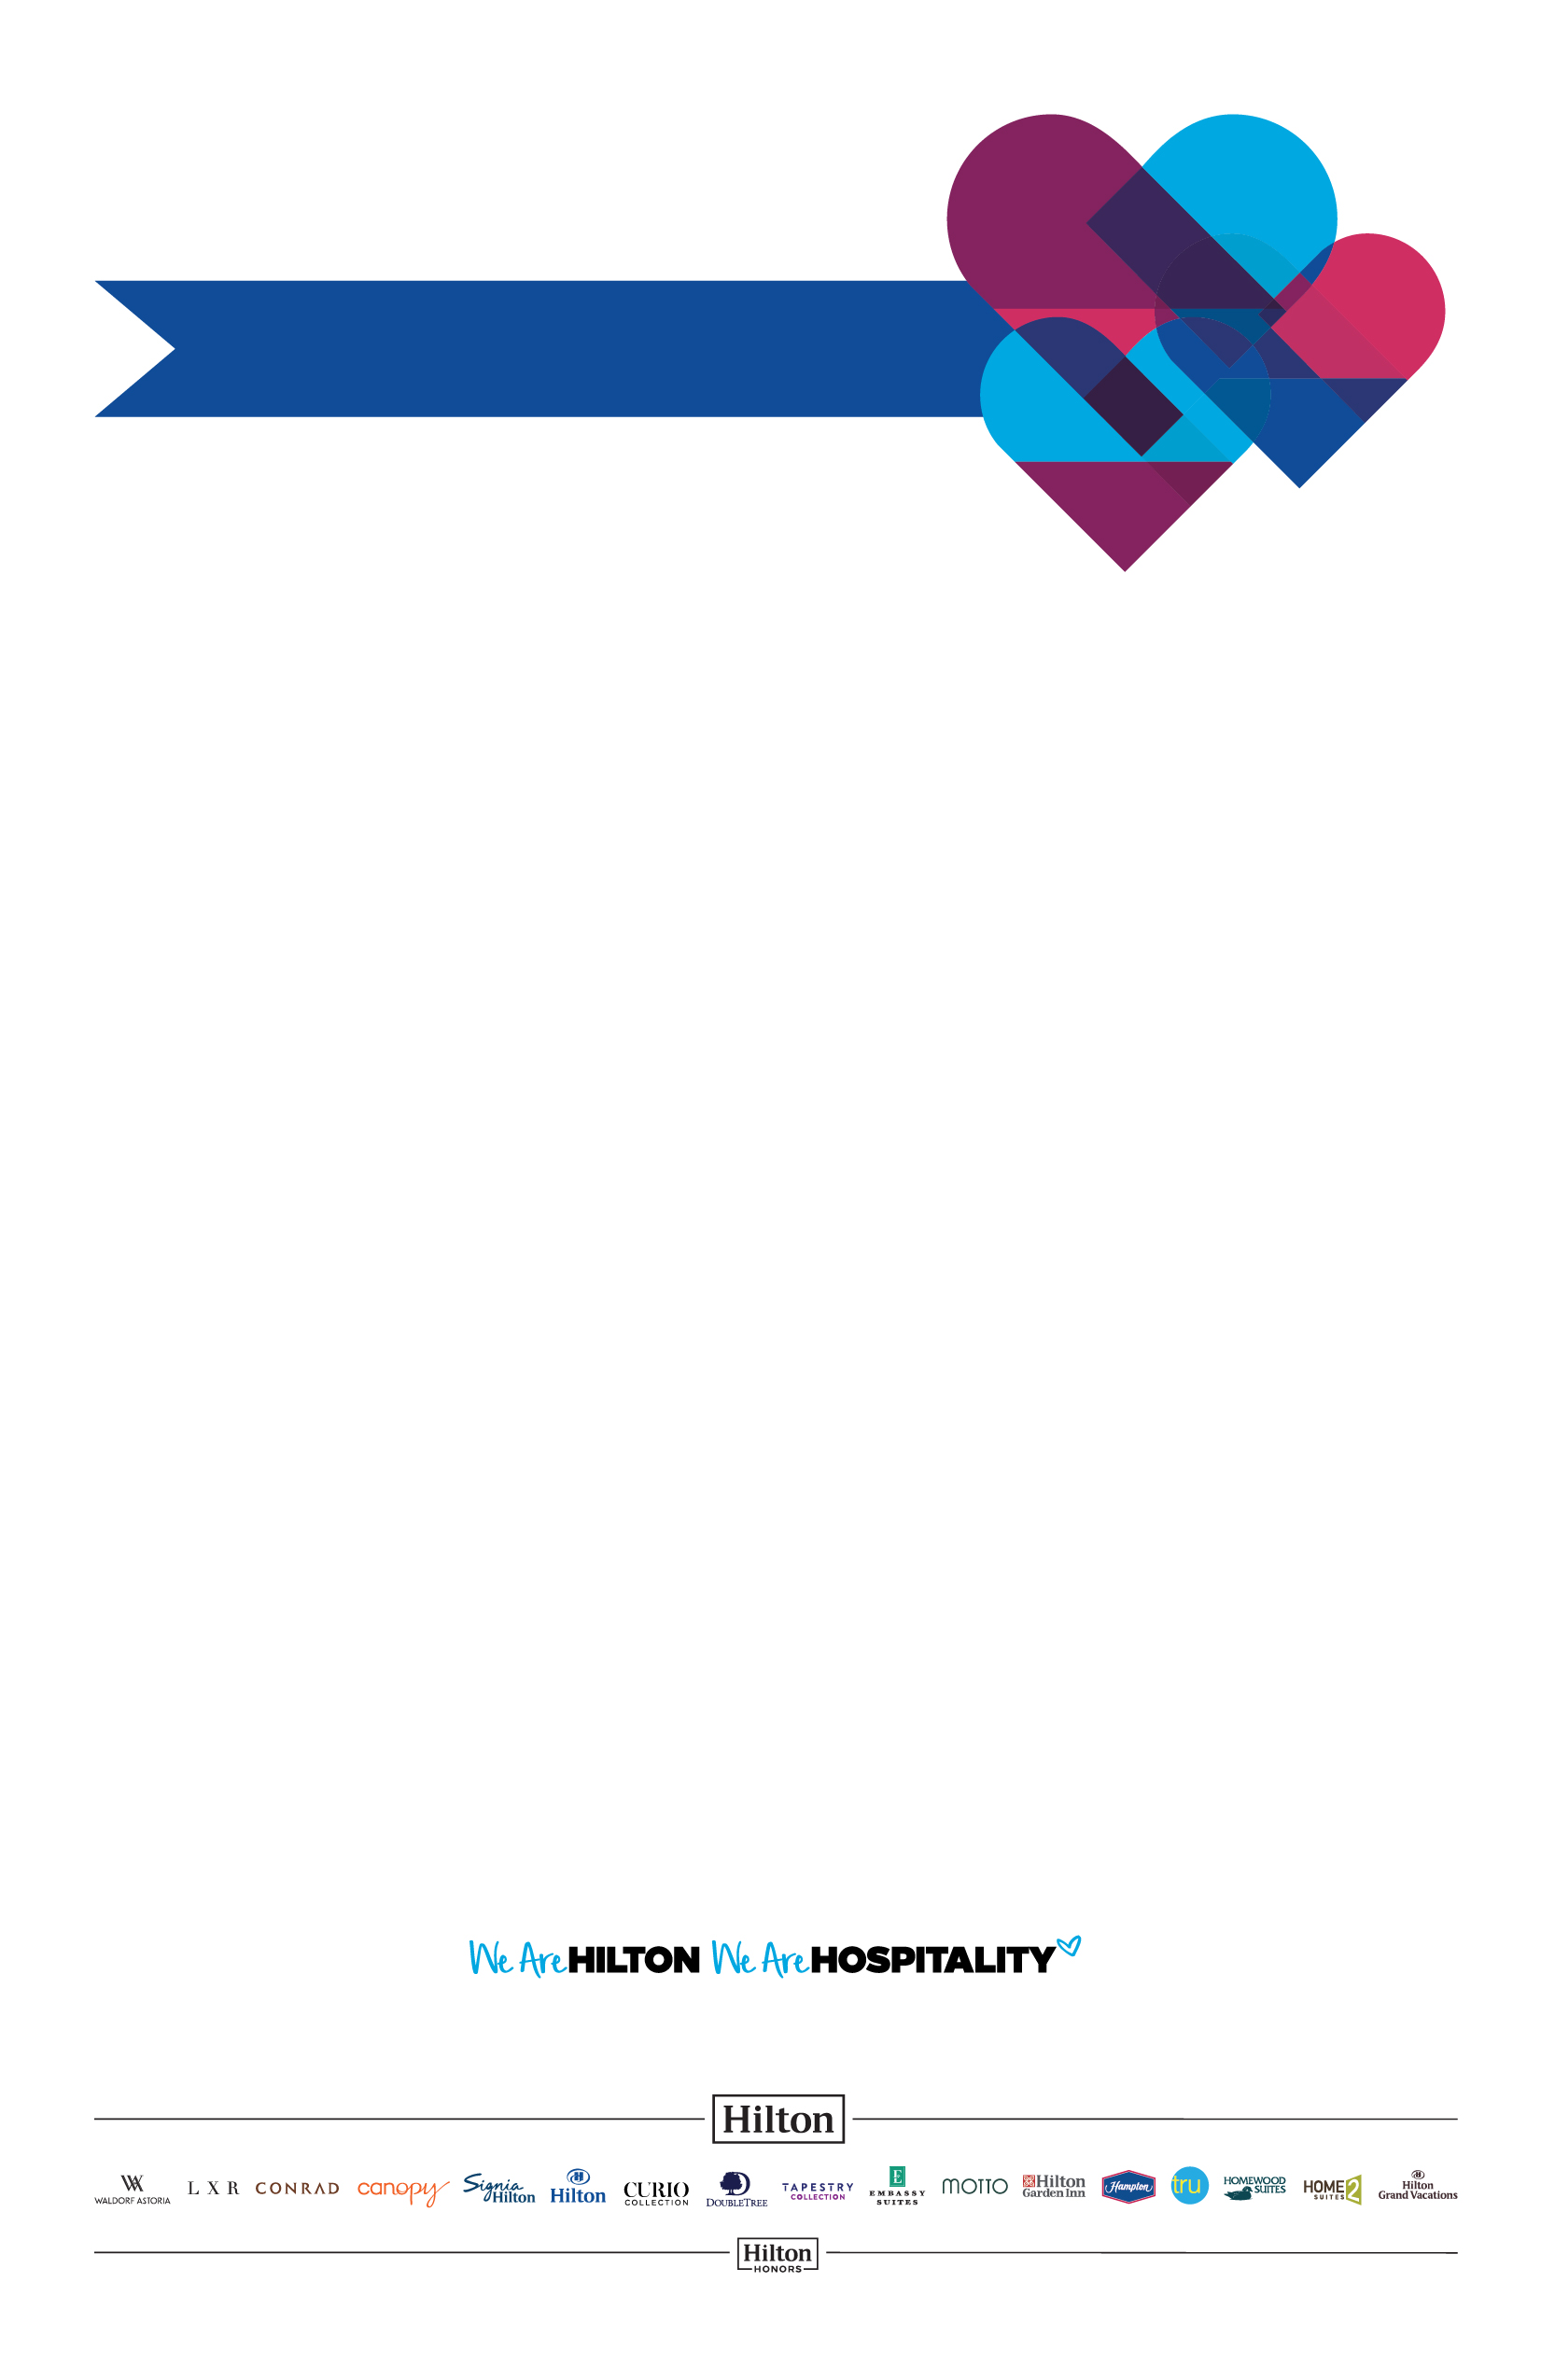 We Are HILTON We Are HOSPITALITY
Hilton
WALDORF ASTORIA
LXR
CONRAD
canopy
Signia
Hilton
Hilton
CURIO
COLLECTION
DOUBLETREE
TAPESTRY
COLLECTION
E
EMBASSY
SUITES
MOTTO
Hilton
Garden Inn
Hampton
tru
HOMEWOOD
SUITES
HOME2
SUITES
Hilton
Grand Vacations
Hilton
HONORS